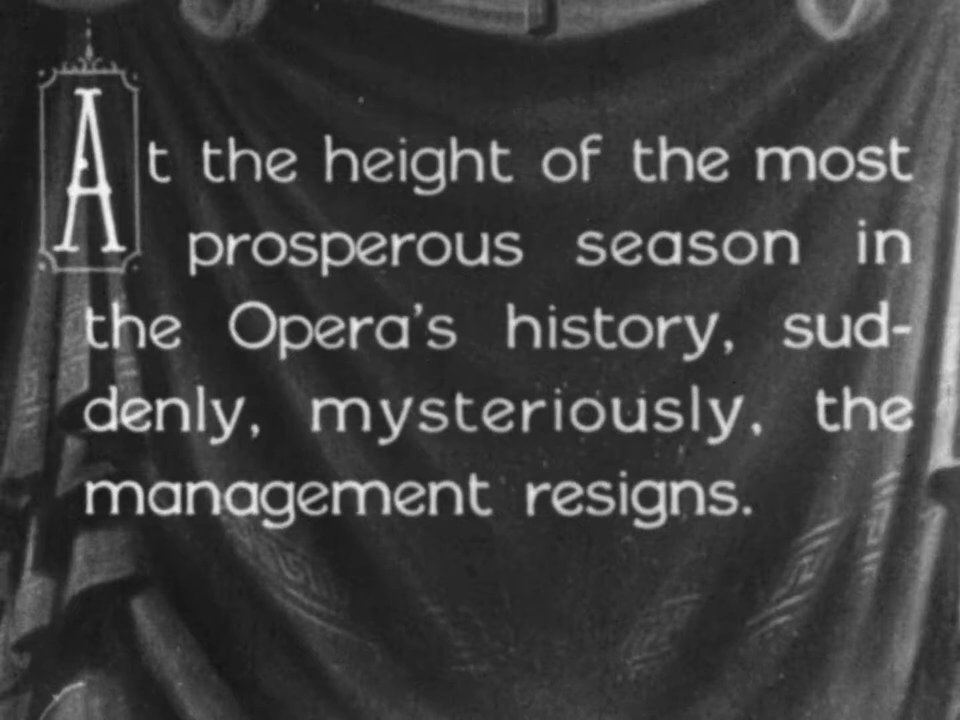 At the height of the most
prosperous season in
the Opera's history, sud-
denly, mysteriously, the
management resigns.